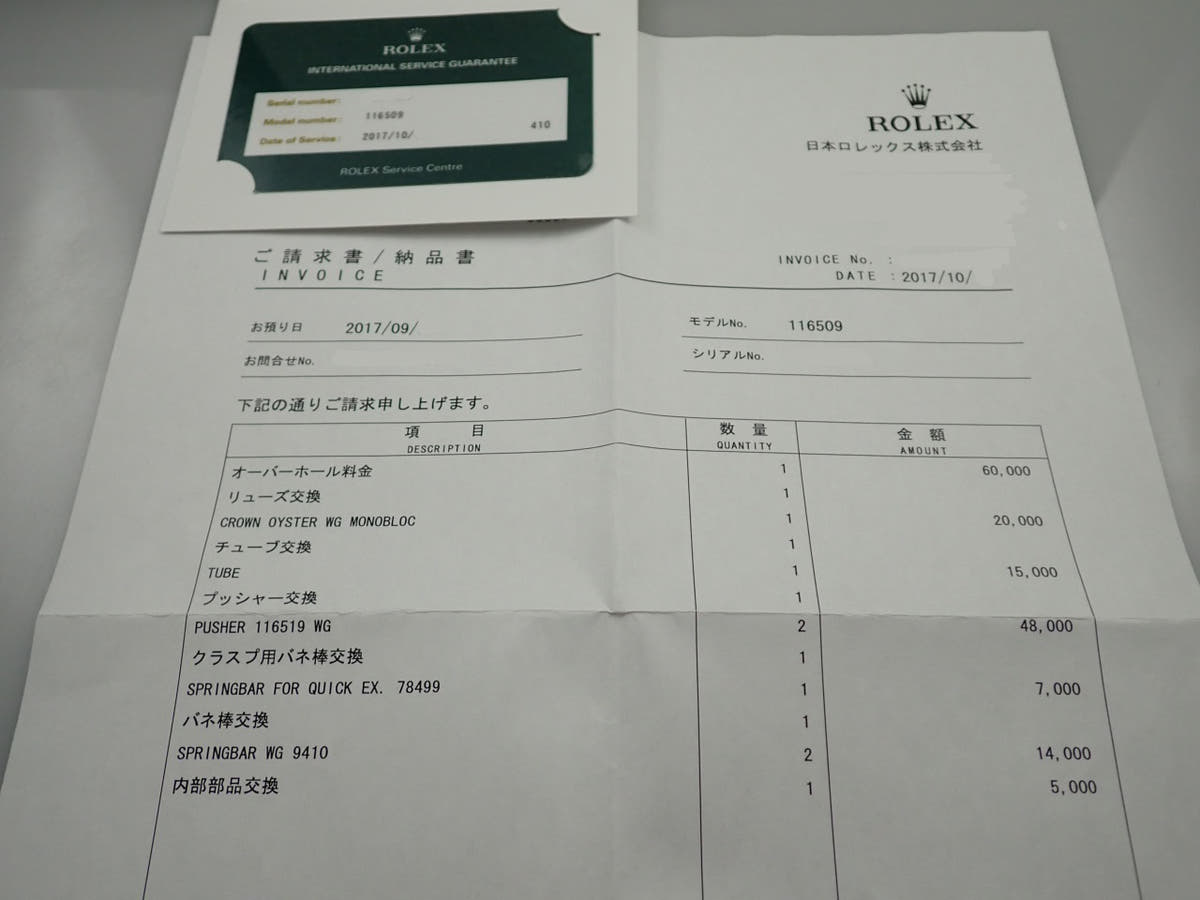 ROLEX
INTERNATIONAL SERVICE GUARANTEE
Serial number:
Model number: 116509
Date of Service: 2017/10/ 410
ROLEX Service Centre
ROLEX
日本ロレックス株式会社
ご請求書/納品書
INVOICE
INVOICE No. :
DATE : 2017/10/
お預り日 2017/09/
モデルNo. 116509
お問合せNo.
シリアルNo.
下記の通りご請求申し上げます。
項 目 数 量 金 額
DESCRIPTION QUANTITY AMOUNT
オーバーホール料金 1 60,000
リューズ交換 1
CROWN OYSTER WG MONOBLOC 1 20,000
チューブ交換 1
TUBE 1 15,000
プッシャー交換 1
PUSHER 116519 WG 2 48,000
クラスプ用バネ棒交換 1
SPRINGBAR FOR QUICK EX. 78499 1 7,000
バネ棒交換 1
SPRINGBAR WG 9410 2 14,000
内部部品交換 1 5,000